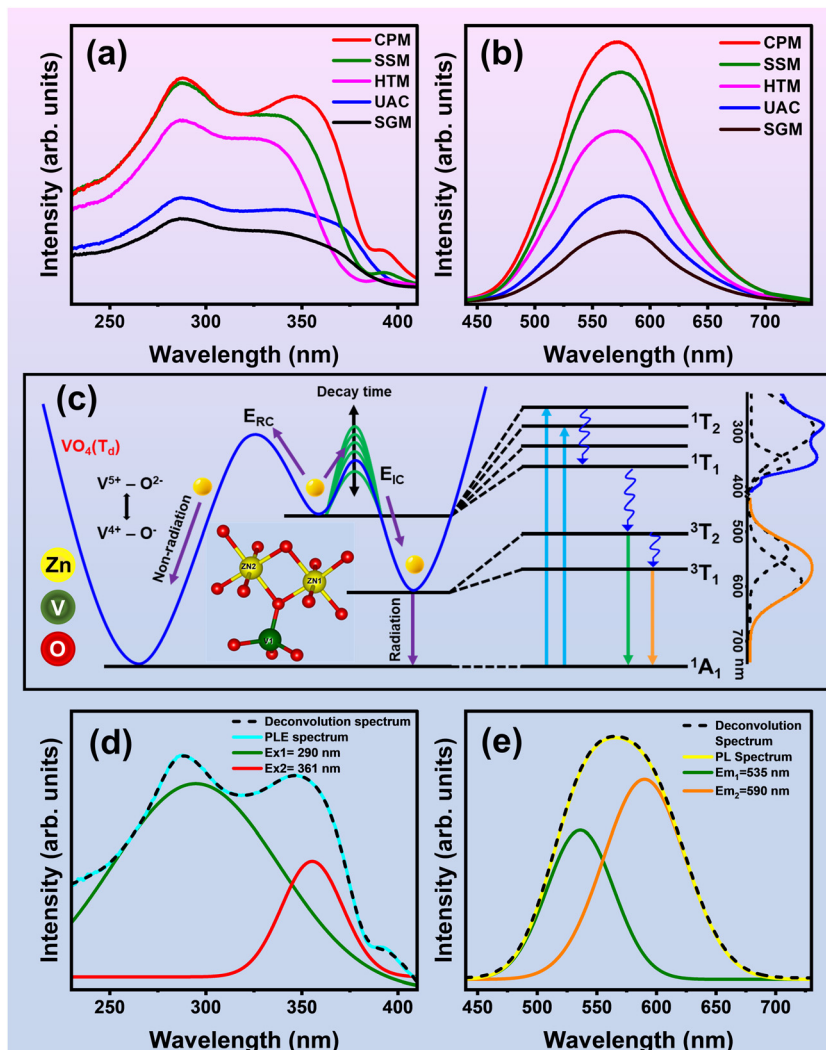 (a)
CPM
SSM
HTM
UAC
SGM
Intensity (arb. units)
250 300 350 400
Wavelength (nm)
(b)
CPM
SSM
HTM
UAC
SGM
Intensity (arb. units)
450 500 550 600 650 700
Wavelength (nm)
(c)
VO₄(T_d)
V⁵⁺ – O²⁻
V⁴⁺ – O⁻
Zn
V
O
Non-radiation
E_RC
Decay time
E_IC
ZN2
ZN1
V1
Radiation
¹T₂
¹T₁
³T₂
³T₁
¹A₁
300
400
500
600
700 nm
(d)
Deconvolution spectrum
PLE spectrum
Ex1= 290 nm
Ex2= 361 nm
Intensity (arb. units)
250 300 350 400
Wavelength (nm)
(e)
Deconvolution
Spectrum
PL Spectrum
Em₁=535 nm
Em₂=590 nm
Intensity (arb. units)
450 500 550 600 650 700
Wavelength (nm)